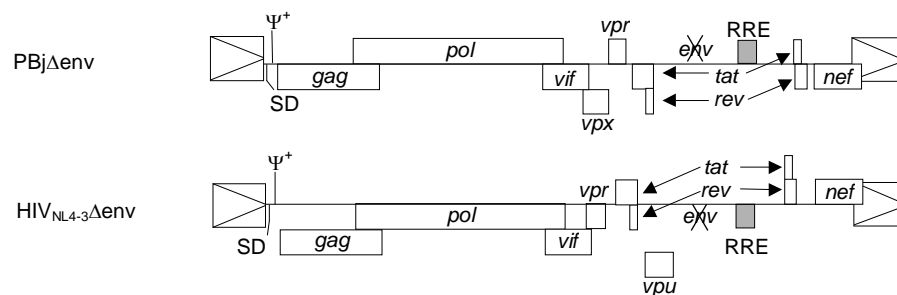 Ψ+ vpr RRE
PBjΔenv pol env
gag vif tat nef
SD rev
vpx
Ψ+ tat
vpr rev nef
HIVNL4-3Δenv pol env
SD gag vif RRE
vpu